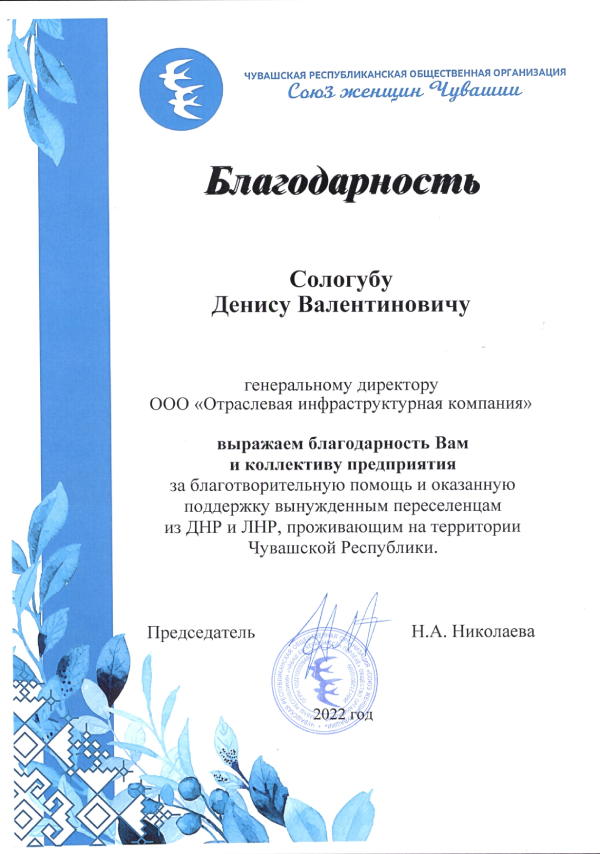 ЧУВАШСКАЯ РЕСПУБЛИКАНСКАЯ ОБЩЕСТВЕННАЯ ОРГАНИЗАЦИЯ
Союз женщин Чувашии
Благодарность
Сологубу
Денису Валентиновичу
генеральному директору
ООО «Отраслевая инфраструктурная компания»
выражаем благодарность Вам
и коллективу предприятия
за благотворительную помощь и оказанную
поддержку вынужденным переселенцам
из ДНР и ЛНР, проживающим на территории
Чувашской Республики.
Председатель
Н.А. Николаева
2022 год